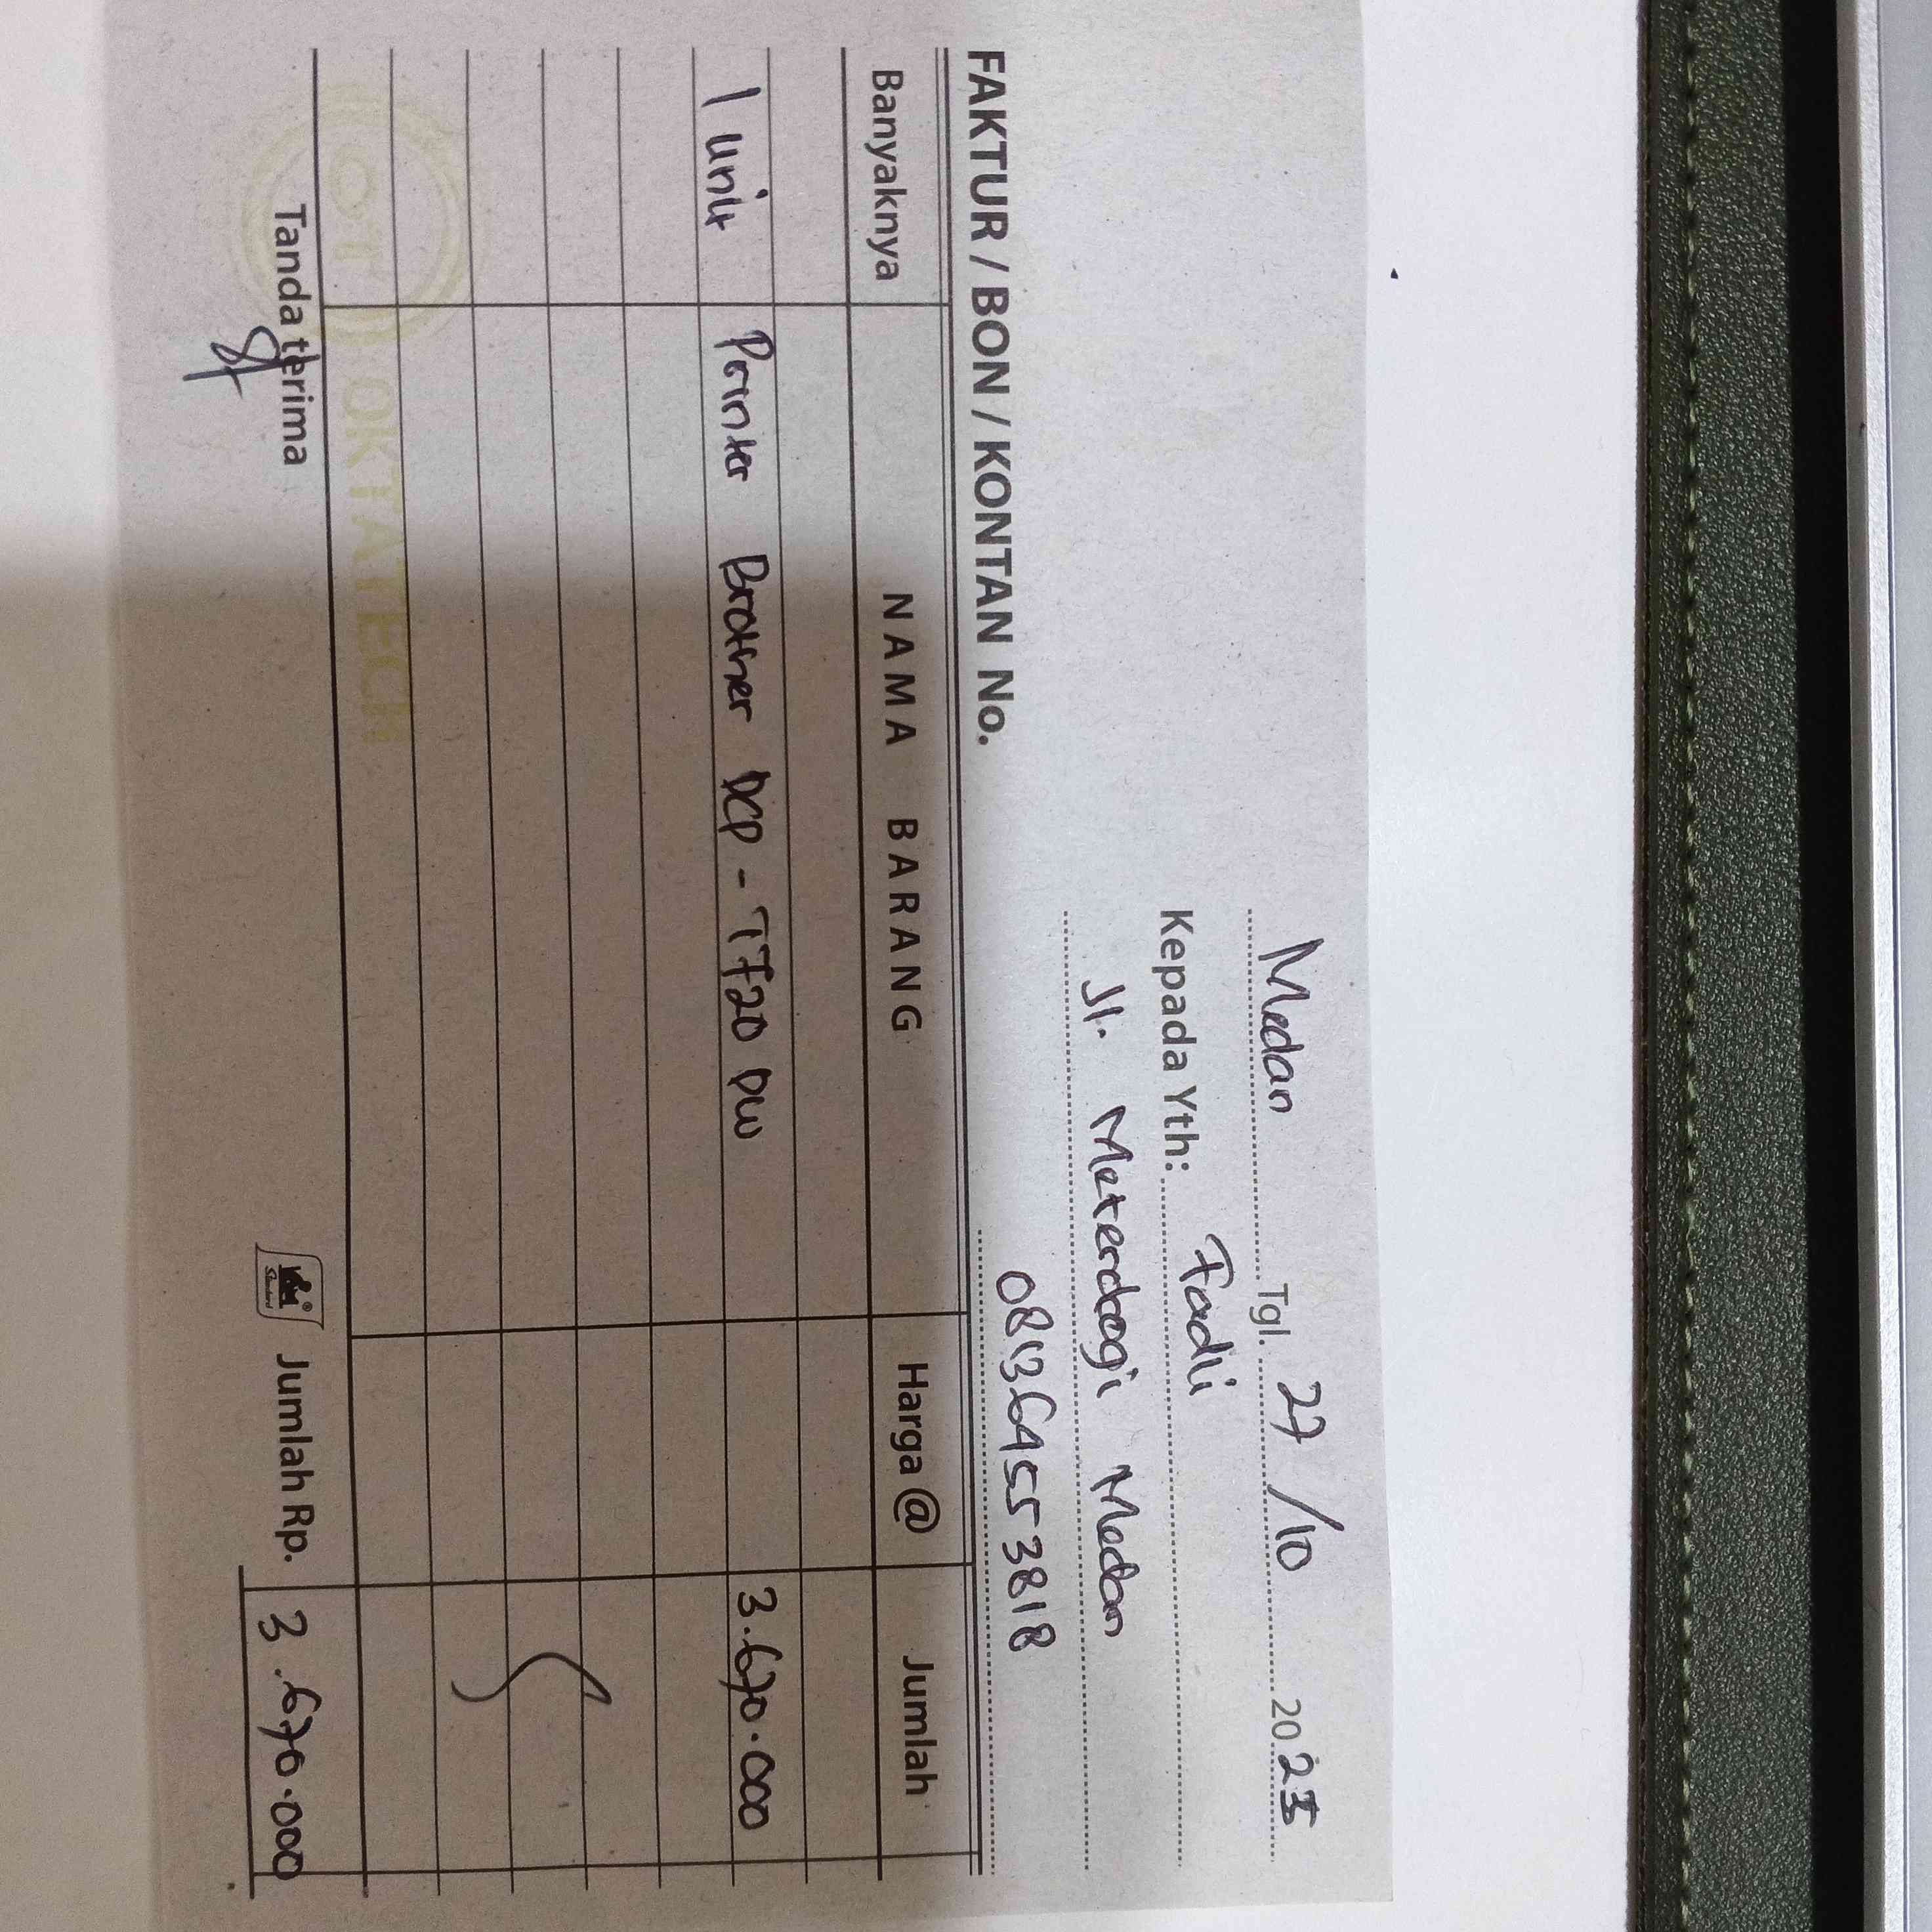 Medan Tgl. 27/10 2025
Kepada Yth: Fadli
Jl. Meterologi Medan
081364553818
FAKTUR / BON / KONTAN No.
Banyaknya NAMA BARANG Harga @ Jumlah
1 unit Printer Brother DCP - T720 DW 3.670.000
OT OKTATECH
Tanda terima Jumlah Rp. 3.670.000